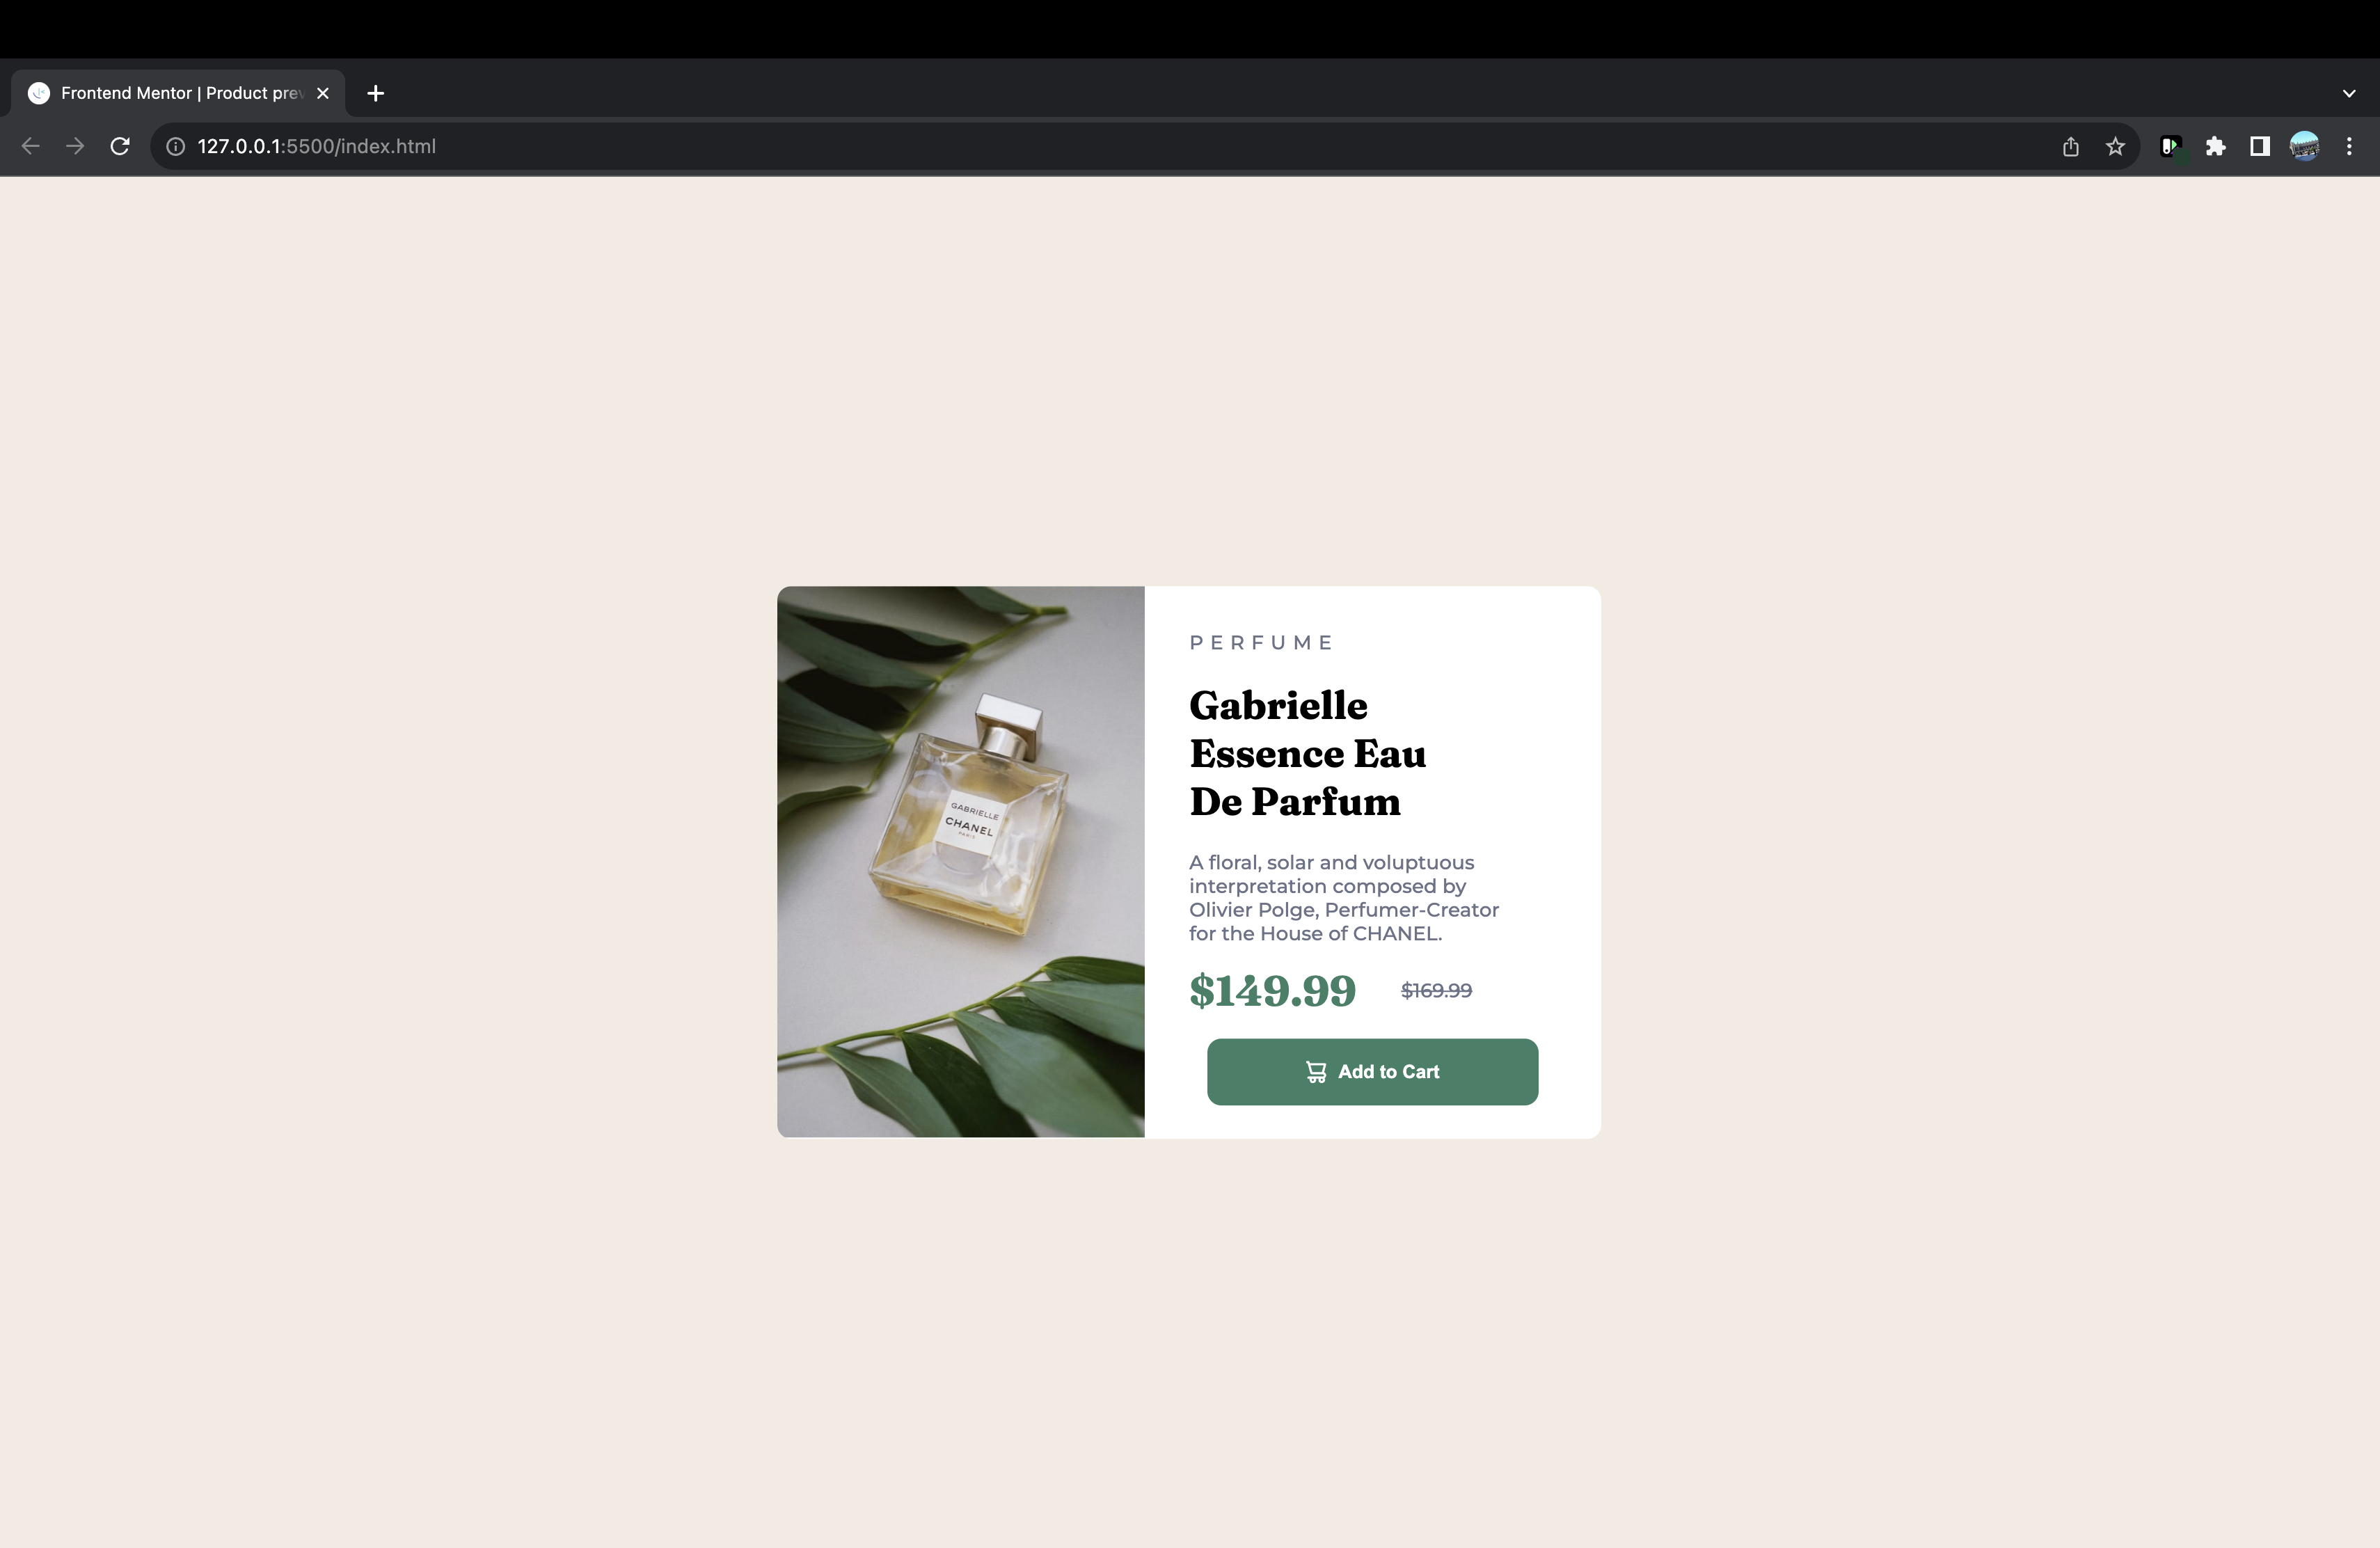 Frontend Mentor | Product prev
127.0.0.1:5500/index.html
GABRIELLE
CHANEL
PARIS
PERFUME
Gabrielle
Essence Eau
De Parfum
A floral, solar and voluptuous
interpretation composed by
Olivier Polge, Perfumer-Creator
for the House of CHANEL.
$149.99 $169.99
Add to Cart